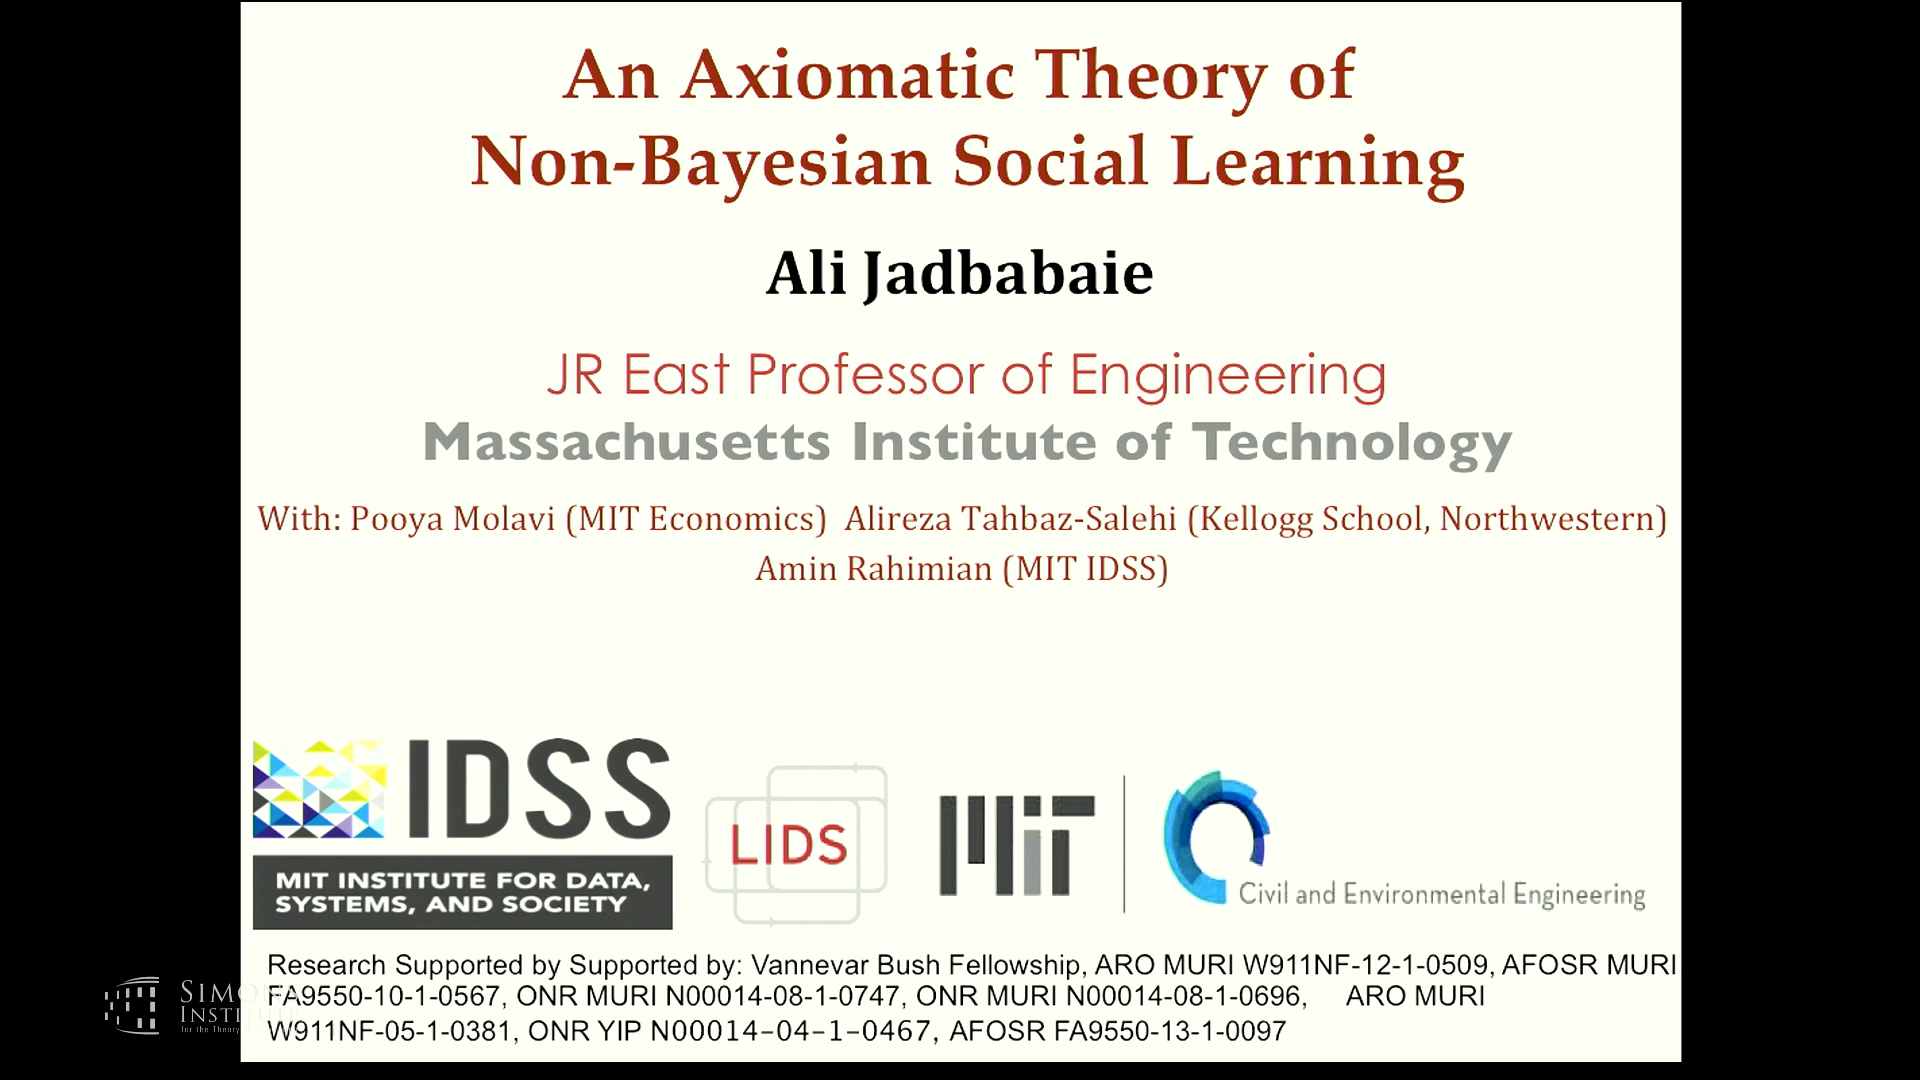 An Axiomatic Theory of
Non-Bayesian Social Learning
Ali Jadbabaie
JR East Professor of Engineering
Massachusetts Institute of Technology
With: Pooya Molavi (MIT Economics) Alireza Tahbaz-Salehi (Kellogg School, Northwestern)
Amin Rahimian (MIT IDSS)
IDSS
MIT INSTITUTE FOR DATA,
SYSTEMS, AND SOCIETY
LIDS
MIT
Civil and Environmental Engineering
Research Supported by Supported by: Vannevar Bush Fellowship, ARO MURI W911NF-12-1-0509, AFOSR MURI
FA9550-10-1-0567, ONR MURI N00014-08-1-0747, ONR MURI N00014-08-1-0696, ARO MURI
W911NF-05-1-0381, ONR YIP N00014-04-1-0467, AFOSR FA9550-13-1-0097
SIMONS
INSTITUTE
for the Theory